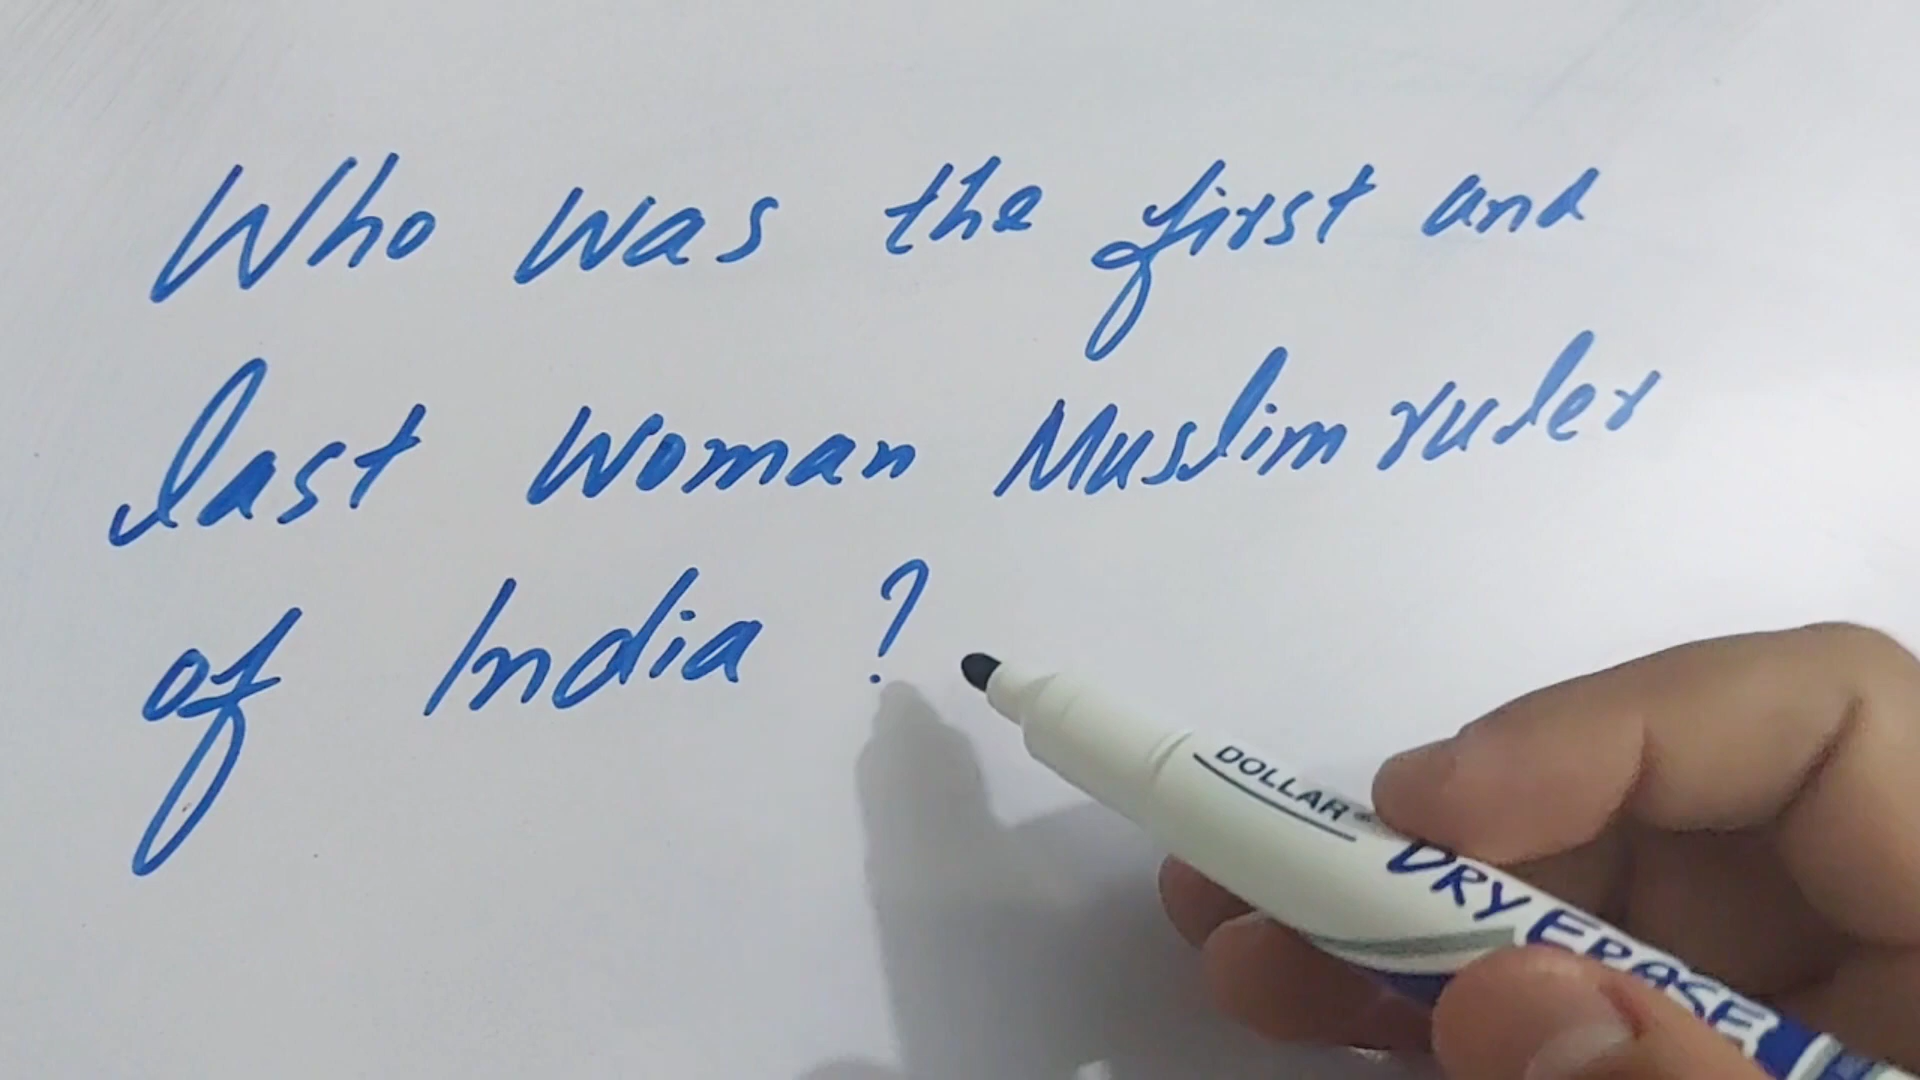 Who was the first and
last woman Muslim ruler
of India ?
DOLLAR®
DRY ERASE